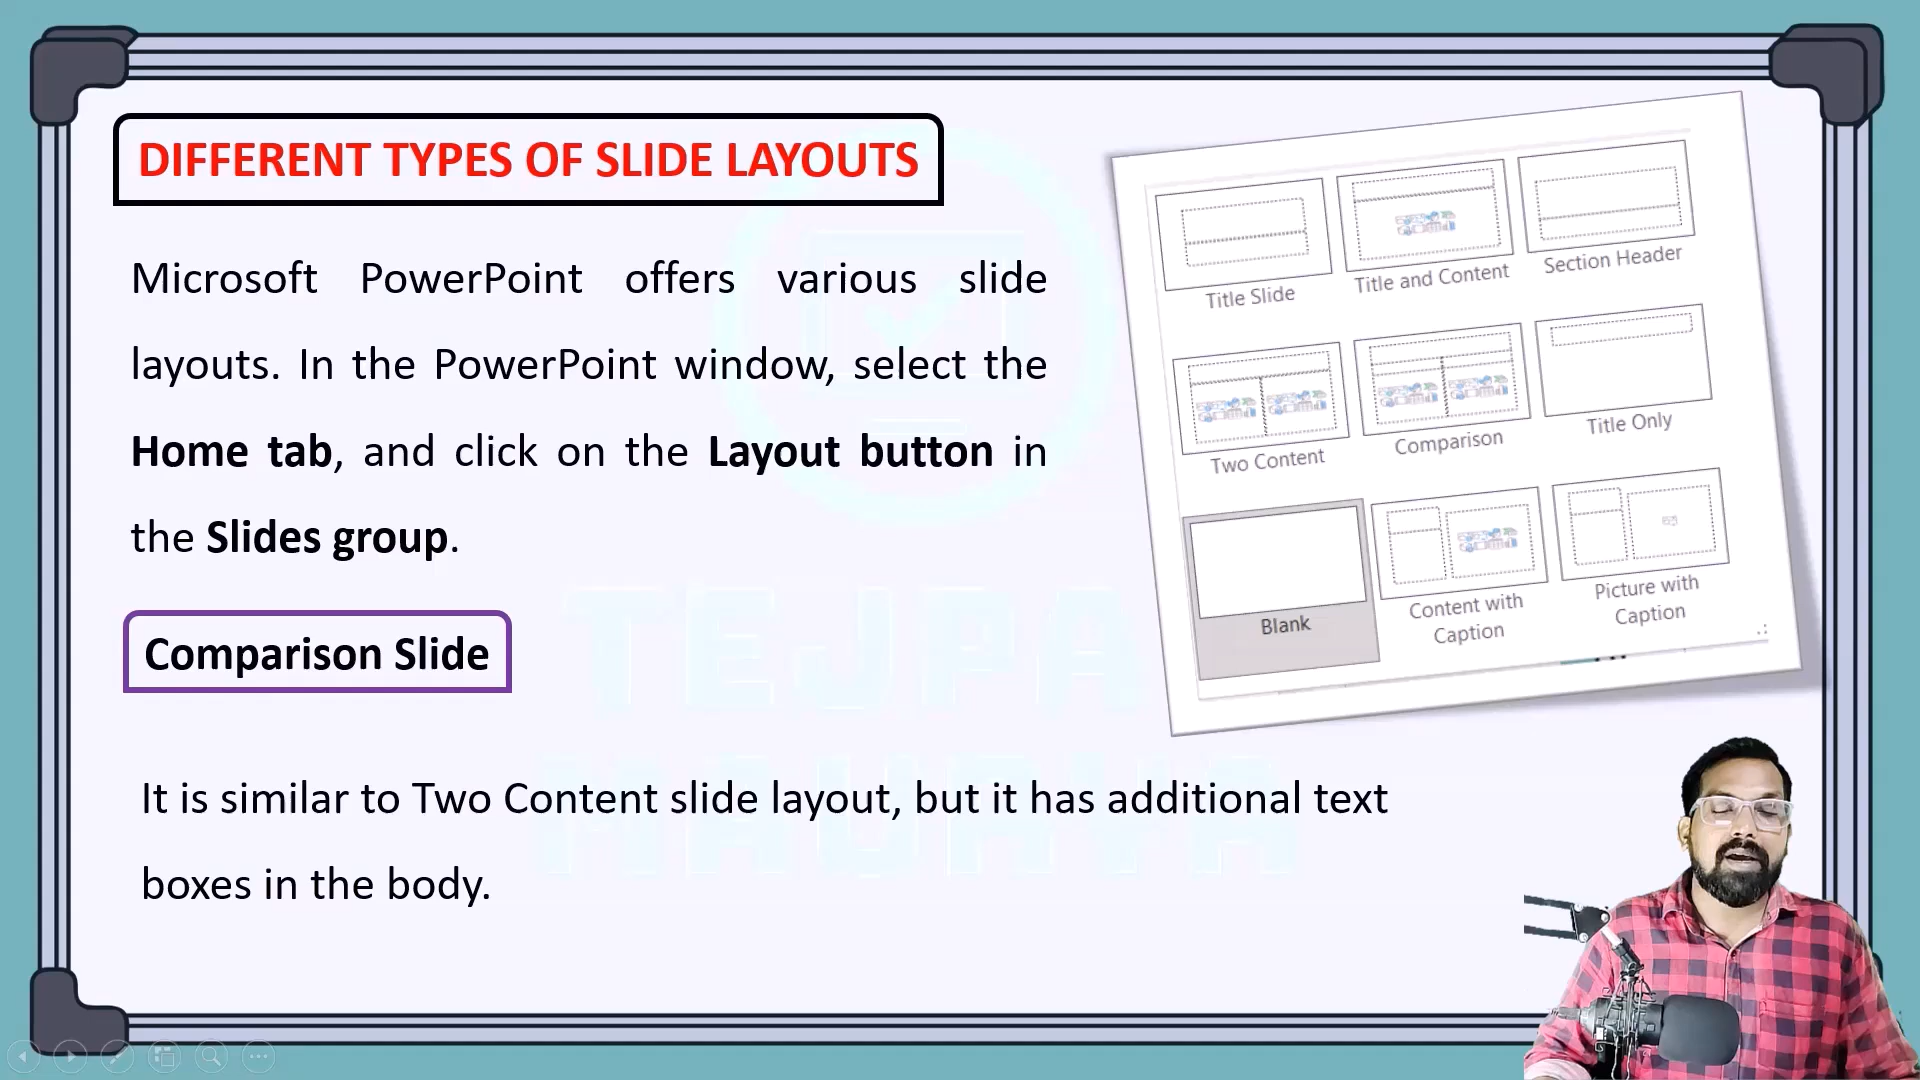 DIFFERENT TYPES OF SLIDE LAYOUTS
Microsoft PowerPoint offers various slide
layouts. In the PowerPoint window, select the
Home tab, and click on the Layout button in
the Slides group.
Comparison Slide
It is similar to Two Content slide layout, but it has additional text
boxes in the body.
Title Slide
Title and Content
Section Header
Two Content
Comparison
Title Only
Blank
Content with
Caption
Picture with
Caption
TEJPA
MAURYA